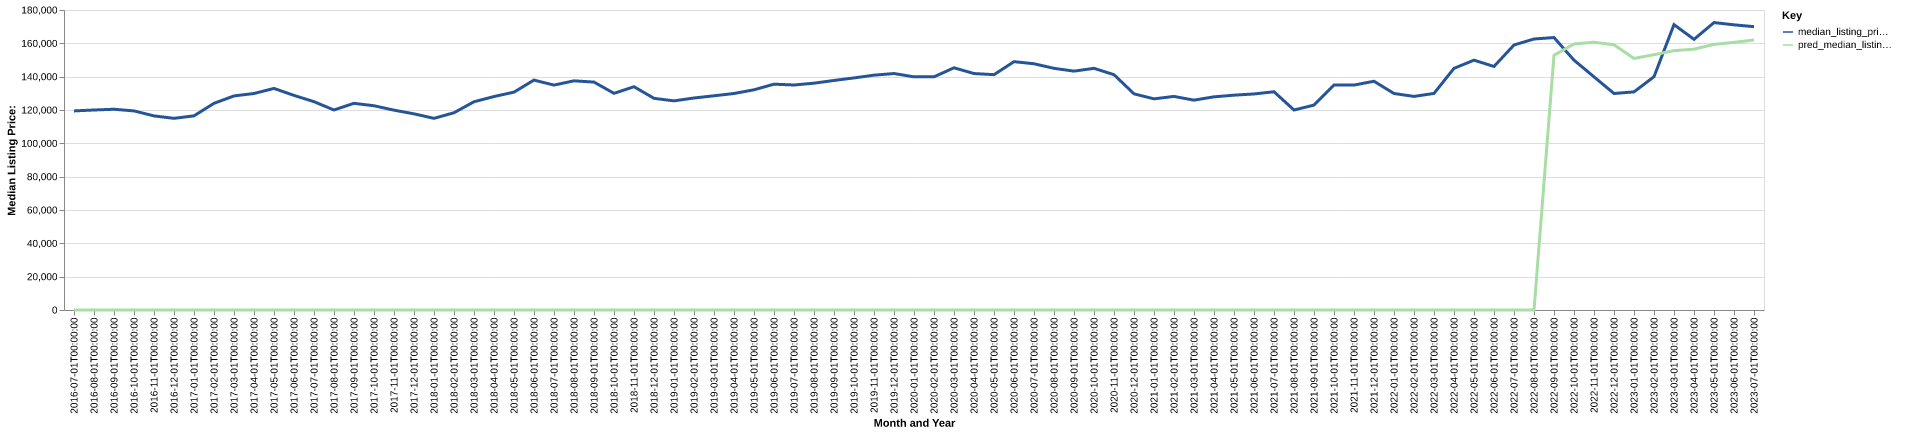 180,000
160,000
140,000
120,000
100,000
80,000
60,000
40,000
20,000
0
Median Listing Price:
2016-07-01T00:00:00
2016-08-01T00:00:00
2016-09-01T00:00:00
2016-10-01T00:00:00
2016-11-01T00:00:00
2016-12-01T00:00:00
2017-01-01T00:00:00
2017-02-01T00:00:00
2017-03-01T00:00:00
2017-04-01T00:00:00
2017-05-01T00:00:00
2017-06-01T00:00:00
2017-07-01T00:00:00
2017-08-01T00:00:00
2017-09-01T00:00:00
2017-10-01T00:00:00
2017-11-01T00:00:00
2017-12-01T00:00:00
2018-01-01T00:00:00
2018-02-01T00:00:00
2018-03-01T00:00:00
2018-04-01T00:00:00
2018-05-01T00:00:00
2018-06-01T00:00:00
2018-07-01T00:00:00
2018-08-01T00:00:00
2018-09-01T00:00:00
2018-10-01T00:00:00
2018-11-01T00:00:00
2018-12-01T00:00:00
2019-01-01T00:00:00
2019-02-01T00:00:00
2019-03-01T00:00:00
2019-04-01T00:00:00
2019-05-01T00:00:00
2019-06-01T00:00:00
2019-07-01T00:00:00
2019-08-01T00:00:00
2019-09-01T00:00:00
2019-10-01T00:00:00
2019-11-01T00:00:00
2019-12-01T00:00:00
2020-01-01T00:00:00
2020-02-01T00:00:00
2020-03-01T00:00:00
2020-04-01T00:00:00
2020-05-01T00:00:00
2020-06-01T00:00:00
2020-07-01T00:00:00
2020-08-01T00:00:00
2020-09-01T00:00:00
2020-10-01T00:00:00
2020-11-01T00:00:00
2020-12-01T00:00:00
2021-01-01T00:00:00
2021-02-01T00:00:00
2021-03-01T00:00:00
2021-04-01T00:00:00
2021-05-01T00:00:00
2021-06-01T00:00:00
2021-07-01T00:00:00
2021-08-01T00:00:00
2021-09-01T00:00:00
2021-10-01T00:00:00
2021-11-01T00:00:00
2021-12-01T00:00:00
2022-01-01T00:00:00
2022-02-01T00:00:00
2022-03-01T00:00:00
2022-04-01T00:00:00
2022-05-01T00:00:00
2022-06-01T00:00:00
2022-07-01T00:00:00
2022-08-01T00:00:00
2022-09-01T00:00:00
2022-10-01T00:00:00
2022-11-01T00:00:00
2022-12-01T00:00:00
2023-01-01T00:00:00
2023-02-01T00:00:00
2023-03-01T00:00:00
2023-04-01T00:00:00
2023-05-01T00:00:00
2023-06-01T00:00:00
2023-07-01T00:00:00
Month and Year
Key
median_listing_pri…
pred_median_listin…